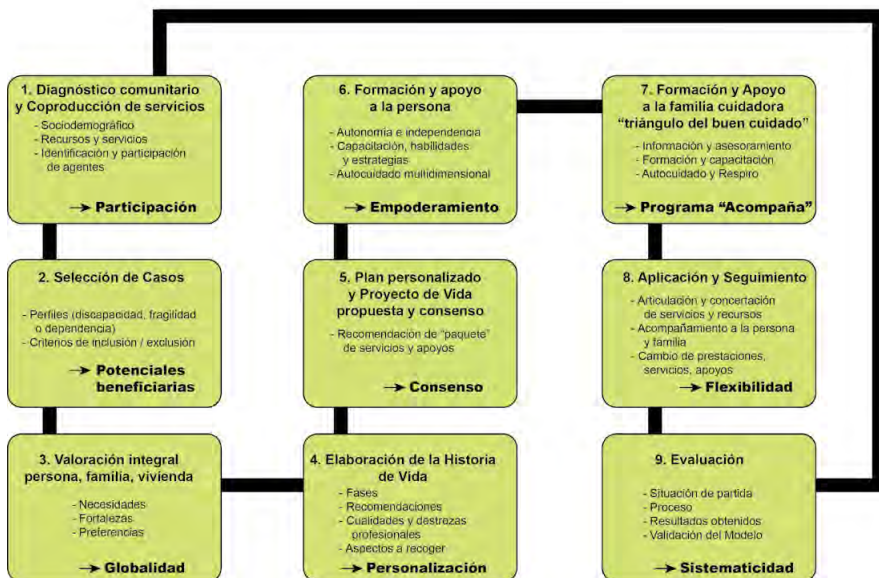 1. Diagnóstico comunitario
y Coproducción de servicios
- Sociodemográfico
- Recursos y servicios
- Identificación y participación
de agentes
→ Participación
2. Selección de Casos
- Perfiles (discapacidad, fragilidad
o dependencia)
- Criterios de inclusión / exclusión
→ Potenciales
beneficiarias
3. Valoración integral
persona, familia, vivienda
- Necesidades
- Fortalezas
- Preferencias
→ Globalidad
4. Elaboración de la Historia
de Vida
- Fases
- Recomendaciones
- Cualidades y destrezas
profesionales
- Aspectos a recoger
→ Personalización
5. Plan personalizado
y Proyecto de Vida
propuesta y consenso
- Recomendación de "paquete"
de servicios y apoyos
→ Consenso
6. Formación y apoyo
a la persona
- Autonomía e independencia
- Capacitación, habilidades
y estrategias
- Autocuidado multidimensional
→ Empoderamiento
7. Formación y Apoyo
a la familia cuidadora
"triángulo del buen cuidado"
- Información y asesoramiento
- Formación y capacitación
- Autocuidado y Respiro
→ Programa "Acompaña"
8. Aplicación y Seguimiento
- Articulación y concertación
de servicios y recursos
- Acompañamiento a la persona
y familia
- Cambio de prestaciones,
servicios, apoyos
→ Flexibilidad
9. Evaluación
- Situación de partida
- Proceso
- Resultados obtenidos
- Validación del Modelo
→ Sistematicidad